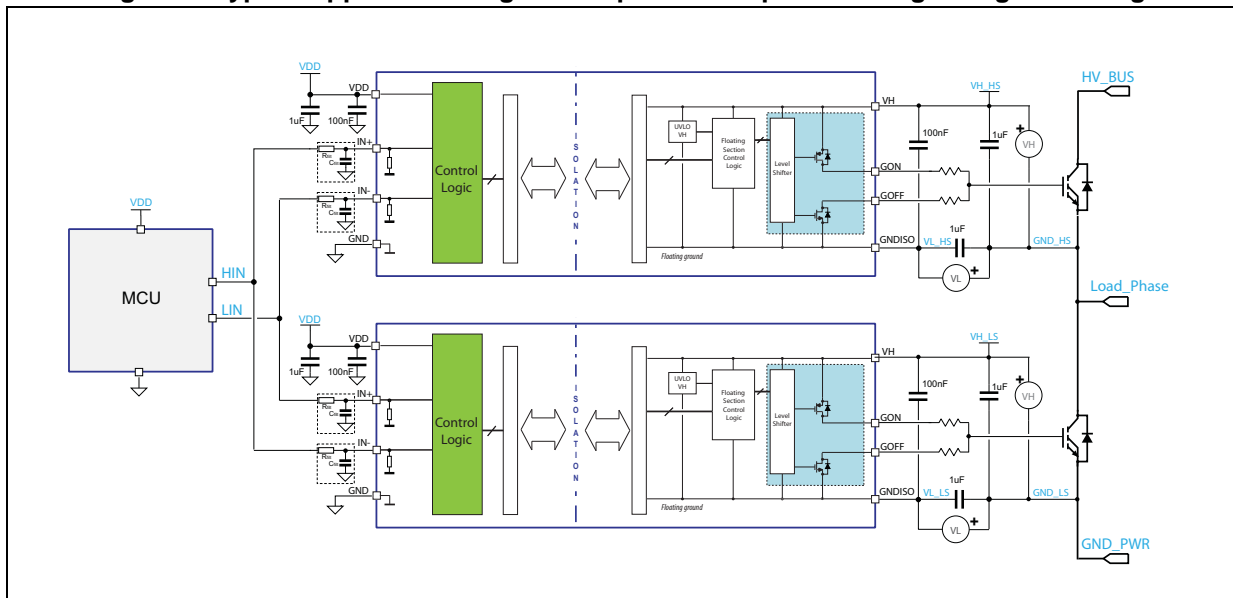 VDD
VDD
1uF
100nF
IN+
IN-
GND
Control
Logic
ISOLATION
UVLO
VH
Floating
Section
Control
Logic
Level
Shifter
Floating ground
VH
GON
GOFF
GNDISO
100nF
VH_HS
1uF
VH
+
1uF
VL_HS
GND_HS
VL
+
HV_BUS
Load_Phase
VDD
MCU
HIN
LIN
VDD
VDD
1uF
100nF
IN+
IN-
GND
Control
Logic
ISOLATION
UVLO
VH
Floating
Section
Control
Logic
Level
Shifter
Floating ground
VH
GON
GOFF
GNDISO
100nF
VH_LS
1uF
VH
+
1uF
VL_LS
GND_LS
VL
+
GND_PWR